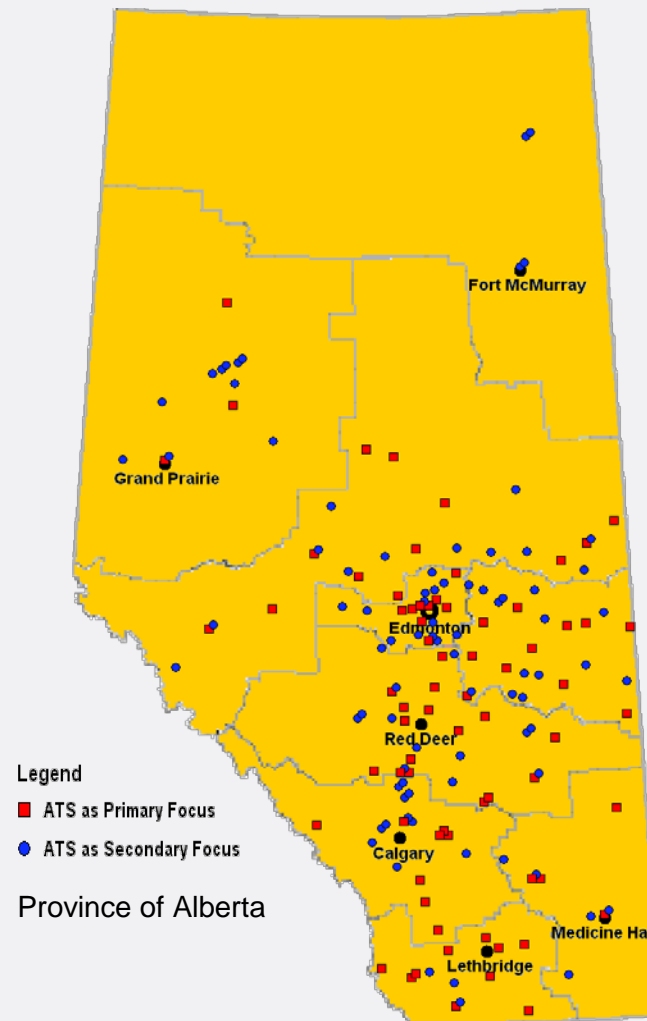 Fort McMurray
Grand Prairie
Edmonton
Red Deer
Legend
ATS as Primary Focus
ATS as Secondary Focus
Calgary
Province of Alberta
Medicine Ha
Lethbridge